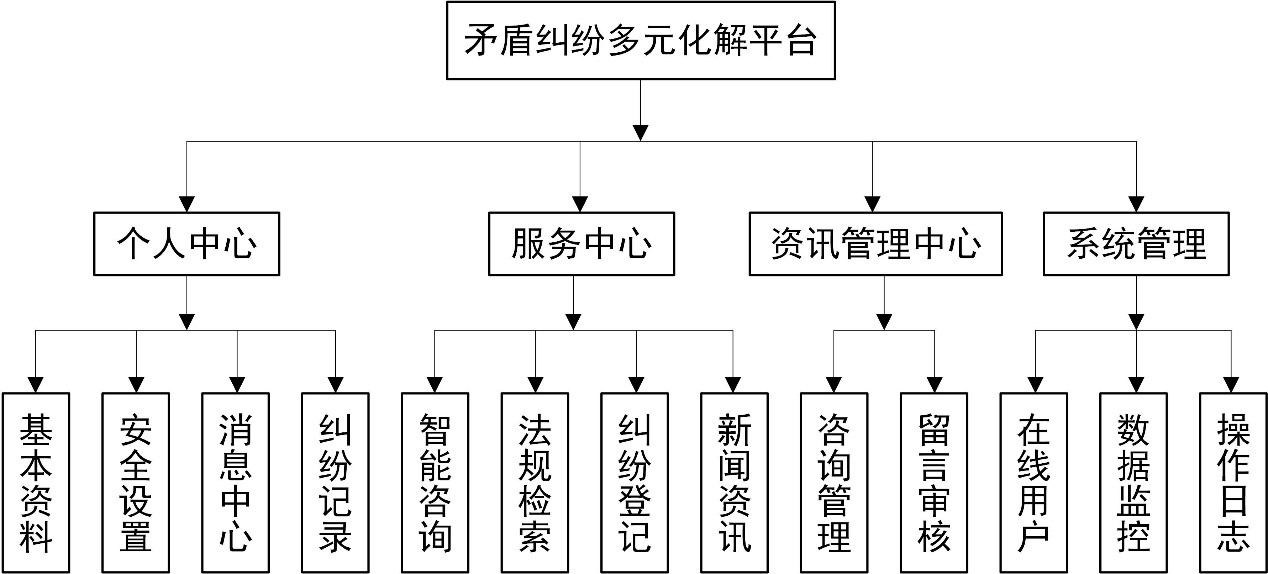 矛盾纠纷多元化解平台
个人中心
服务中心
资讯管理中心
系统管理
基本资料
安全设置
消息中心
纠纷记录
智能咨询
法规检索
纠纷登记
新闻资讯
咨询管理
留言审核
在线用户
数据监控
操作日志